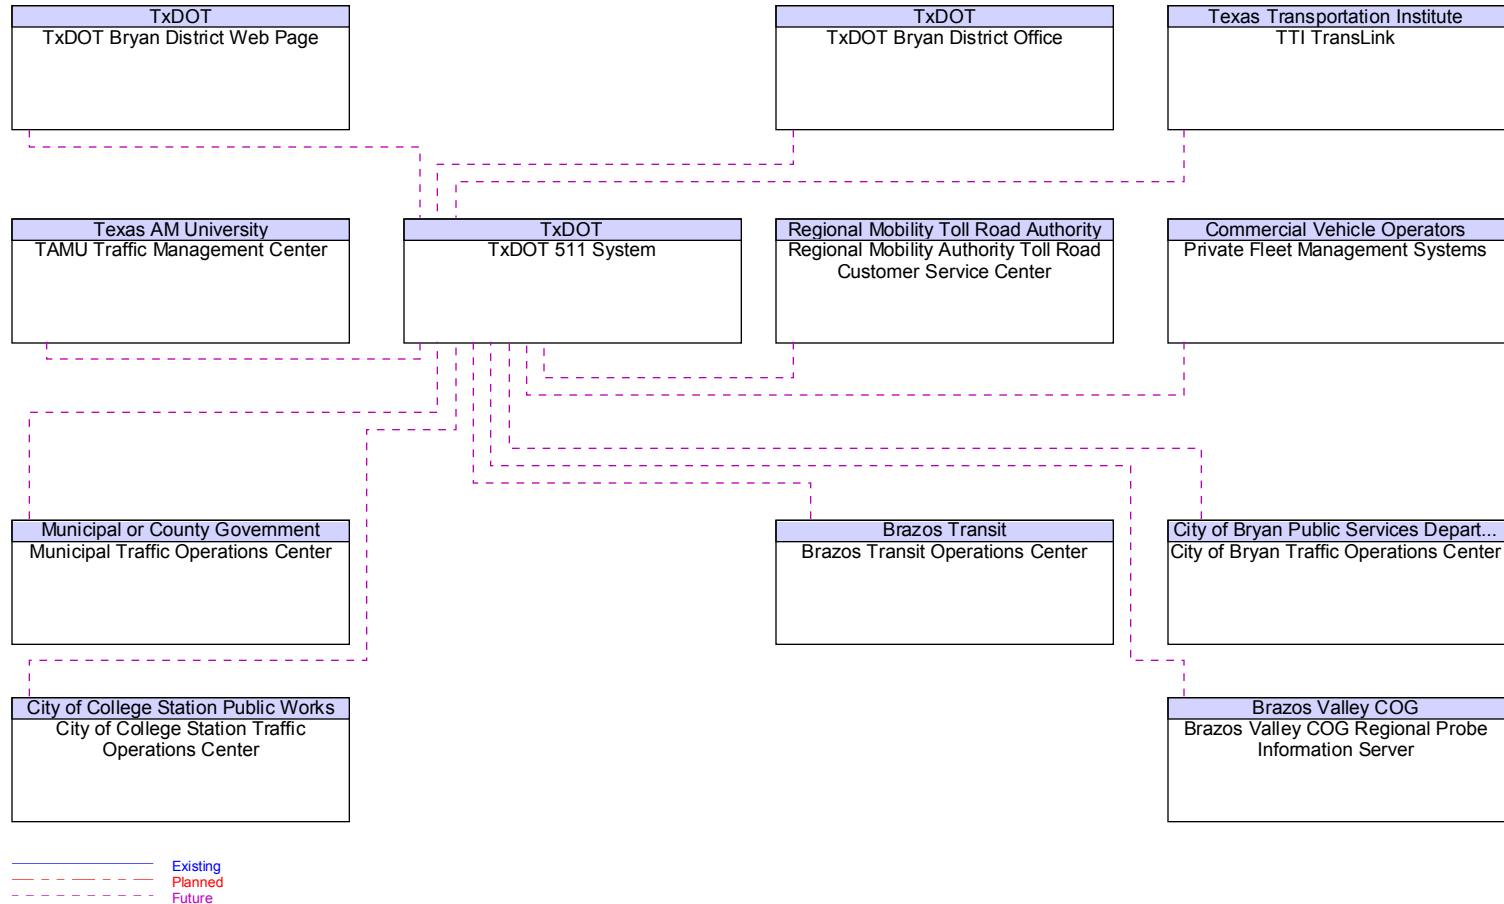 TxDOT
TxDOT Bryan District Web Page
TxDOT
TxDOT Bryan District Office
Texas Transportation Institute
TTI TransLink
Texas AM University
TAMU Traffic Management Center
TxDOT
TxDOT 511 System
Regional Mobility Toll Road Authority
Regional Mobility Authority Toll Road
Customer Service Center
Commercial Vehicle Operators
Private Fleet Management Systems
Municipal or County Government
Municipal Traffic Operations Center
Brazos Transit
Brazos Transit Operations Center
City of Bryan Public Services Depart...
City of Bryan Traffic Operations Center
City of College Station Public Works
City of College Station Traffic
Operations Center
Brazos Valley COG
Brazos Valley COG Regional Probe
Information Server
Existing
Planned
Future